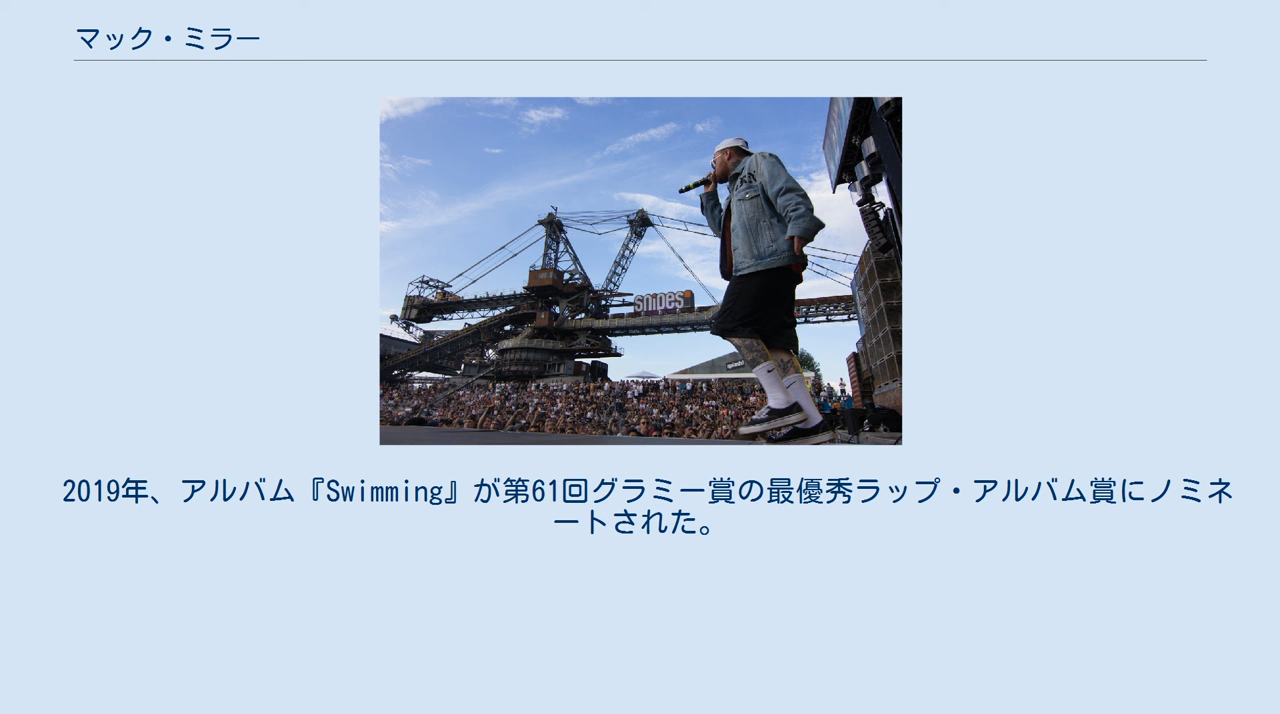 マック・ミラー
snipes
2019年、アルバム『Swimming』が第61回グラミー賞の最優秀ラップ・アルバム賞にノミネ
ートされた。